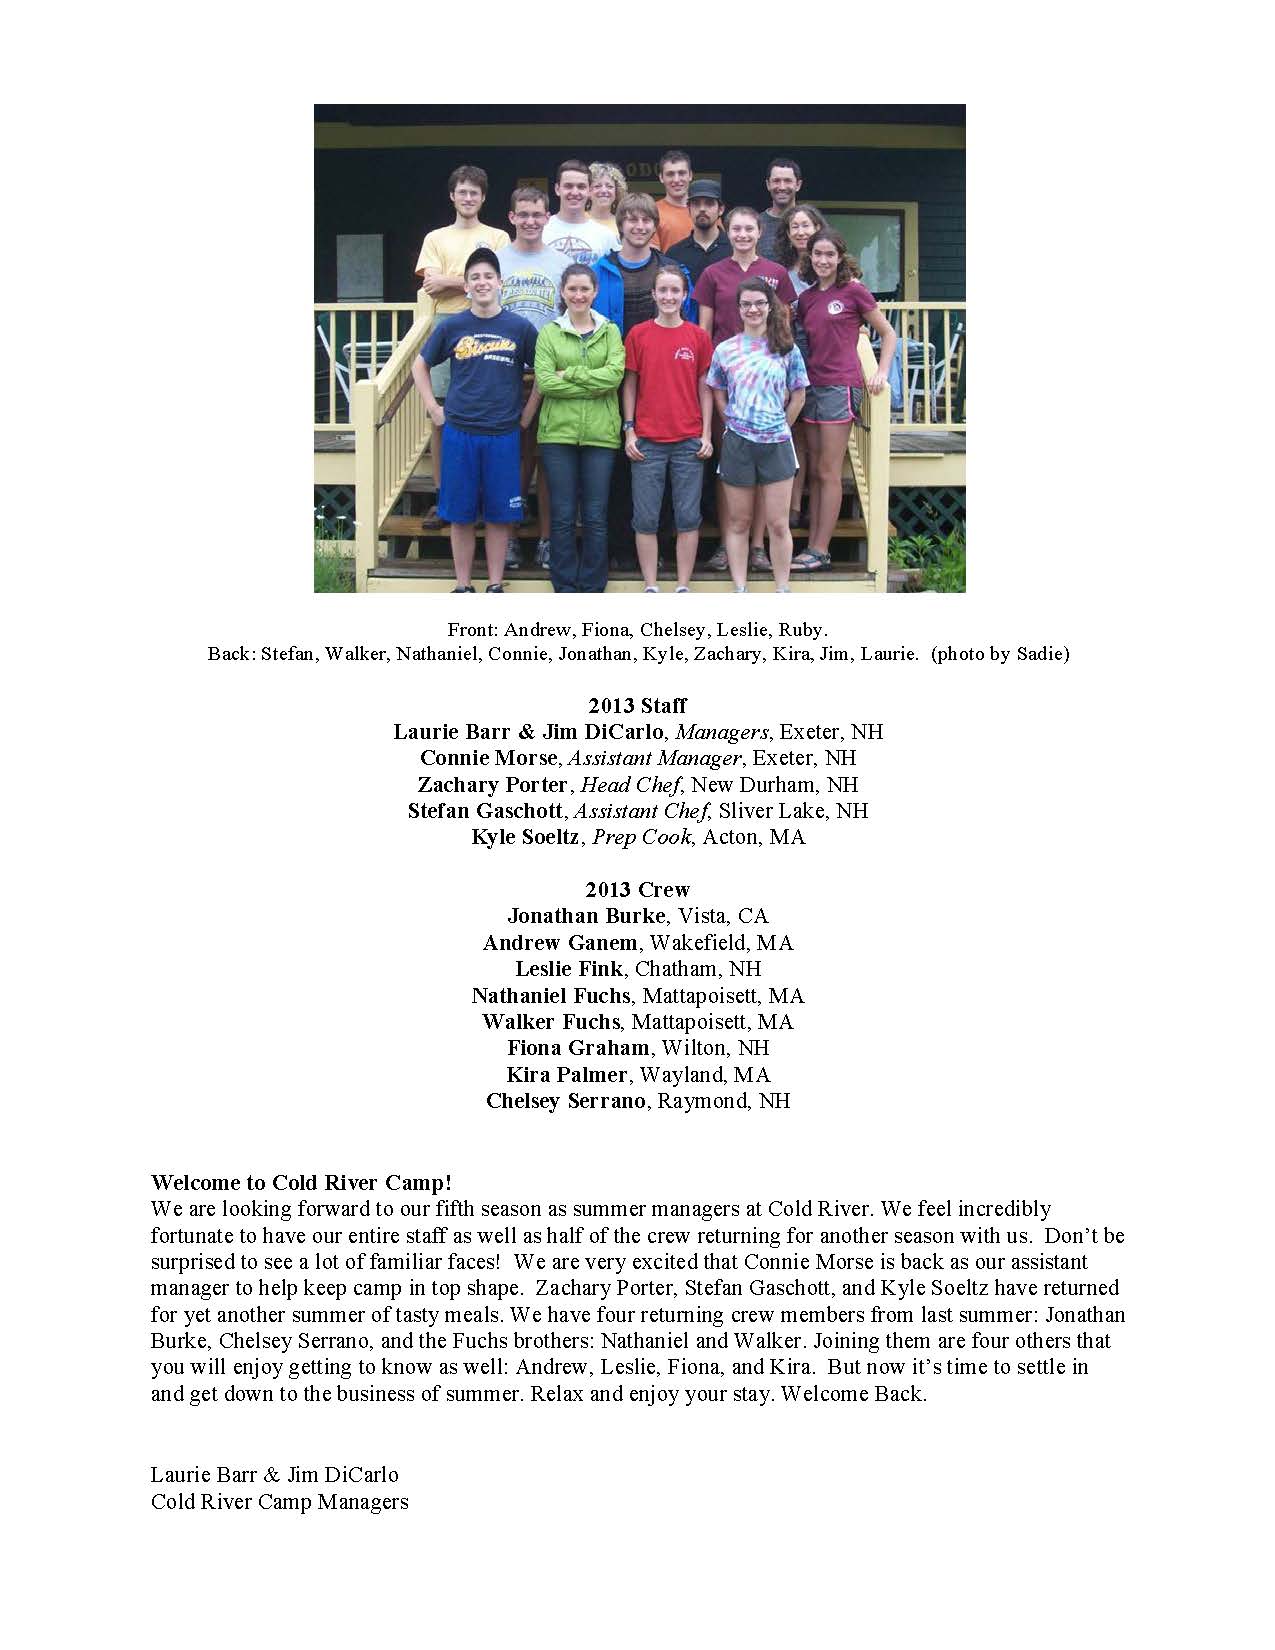 ODG
Biscuits
BASEBALL
CROSS COUNTRY
Front: Andrew, Fiona, Chelsey, Leslie, Ruby.
Back: Stefan, Walker, Nathaniel, Connie, Jonathan, Kyle, Zachary, Kira, Jim, Laurie.  (photo by Sadie)
2013 Staff
Laurie Barr & Jim DiCarlo, Managers, Exeter, NH
Connie Morse, Assistant Manager, Exeter, NH
Zachary Porter, Head Chef, New Durham, NH
Stefan Gaschott, Assistant Chef, Sliver Lake, NH
Kyle Soeltz, Prep Cook, Acton, MA
2013 Crew
Jonathan Burke, Vista, CA
Andrew Ganem, Wakefield, MA
Leslie Fink, Chatham, NH
Nathaniel Fuchs, Mattapoisett, MA
Walker Fuchs, Mattapoisett, MA
Fiona Graham, Wilton, NH
Kira Palmer, Wayland, MA
Chelsey Serrano, Raymond, NH
Welcome to Cold River Camp!
We are looking forward to our fifth season as summer managers at Cold River. We feel incredibly
fortunate to have our entire staff as well as half of the crew returning for another season with us.  Don’t be
surprised to see a lot of familiar faces!  We are very excited that Connie Morse is back as our assistant
manager to help keep camp in top shape.  Zachary Porter, Stefan Gaschott, and Kyle Soeltz have returned
for yet another summer of tasty meals. We have four returning crew members from last summer: Jonathan
Burke, Chelsey Serrano, and the Fuchs brothers: Nathaniel and Walker. Joining them are four others that
you will enjoy getting to know as well: Andrew, Leslie, Fiona, and Kira.  But now it’s time to settle in
and get down to the business of summer. Relax and enjoy your stay. Welcome Back.
Laurie Barr & Jim DiCarlo
Cold River Camp Managers